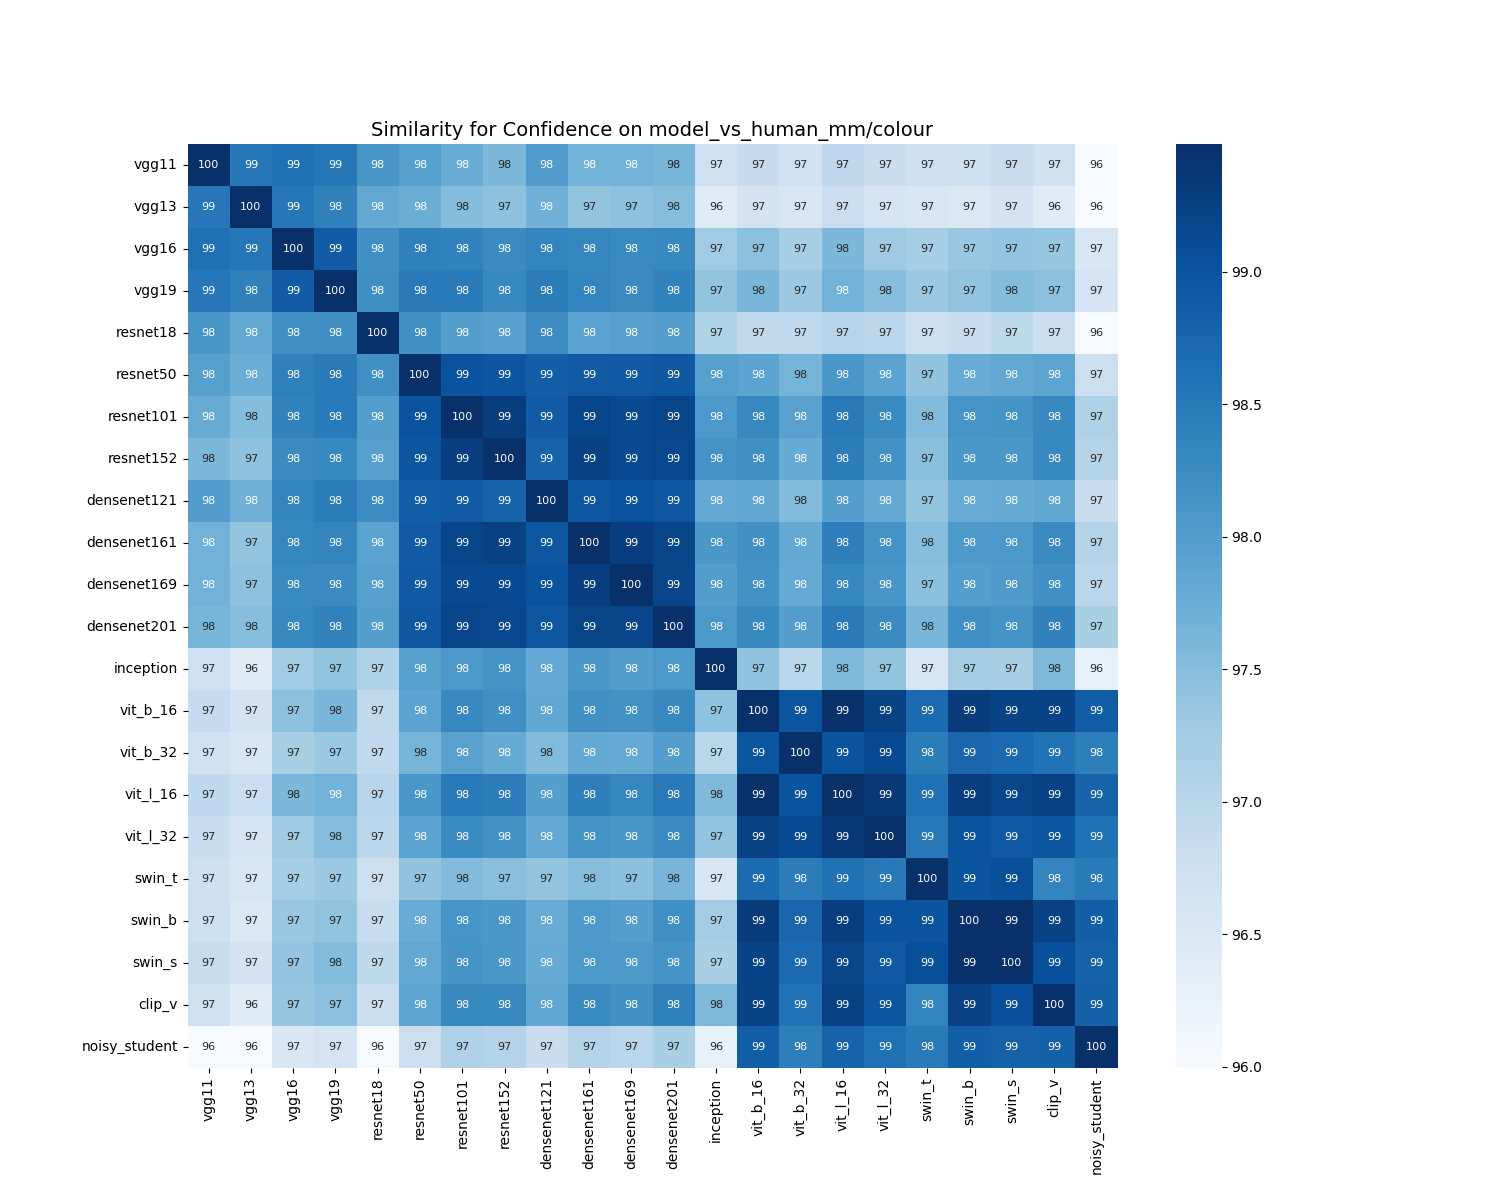 Similarity for Confidence on model_vs_human_mm/colour
vgg11 100 99 99 99 98 98 98 98 98 98 98 98 97 97 97 97 97 97 97 97 97 96
vgg13 99 100 99 98 98 98 98 97 98 97 97 98 96 97 97 97 97 97 97 97 96 96
vgg16 99 99 100 99 98 98 98 98 98 98 98 98 97 97 97 98 97 97 97 97 97 97
vgg19 99 98 99 100 98 98 98 98 98 98 98 98 97 98 97 98 98 97 97 98 97 97
resnet18 98 98 98 98 100 98 98 98 98 98 98 98 97 97 97 97 97 97 97 97 97 96
resnet50 98 98 98 98 98 100 99 99 99 99 99 99 98 98 98 98 98 97 98 98 98 97
resnet101 98 98 98 98 98 99 100 99 99 99 99 99 98 98 98 98 98 98 98 98 98 97
resnet152 98 97 98 98 98 99 99 100 99 99 99 99 98 98 98 98 98 97 98 98 98 97
densenet121 98 98 98 98 98 99 99 99 100 99 99 99 98 98 98 98 98 97 98 98 98 97
densenet161 98 97 98 98 98 99 99 99 99 100 99 99 98 98 98 98 98 98 98 98 98 97
densenet169 98 97 98 98 98 99 99 99 99 99 100 99 98 98 98 98 98 97 98 98 98 97
densenet201 98 98 98 98 98 99 99 99 99 99 99 100 98 98 98 98 98 98 98 98 98 97
inception 97 96 97 97 97 98 98 98 98 98 98 98 100 97 97 98 97 97 97 97 98 96
vit_b_16 97 97 97 98 97 98 98 98 98 98 98 98 97 100 99 99 99 99 99 99 99 99
vit_b_32 97 97 97 97 97 98 98 98 98 98 98 98 97 99 100 99 99 98 99 99 99 98
vit_l_16 97 97 98 98 97 98 98 98 98 98 98 98 98 99 99 100 99 99 99 99 99 99
vit_l_32 97 97 97 98 97 98 98 98 98 98 98 98 97 99 99 99 100 99 99 99 99 99
swin_t 97 97 97 97 97 97 98 97 97 98 97 98 97 99 98 99 99 100 99 99 98 98
swin_b 97 97 97 97 97 98 98 98 98 98 98 98 97 99 99 99 99 99 100 99 99 99
swin_s 97 97 97 98 97 98 98 98 98 98 98 98 97 99 99 99 99 99 99 100 99 99
clip_v 97 96 97 97 97 98 98 98 98 98 98 98 98 99 99 99 99 98 99 99 100 99
noisy_student 96 96 97 97 96 97 97 97 97 97 97 97 96 99 98 99 99 98 99 99 99 100
vgg11
vgg13
vgg16
vgg19
resnet18
resnet50
resnet101
resnet152
densenet121
densenet161
densenet169
densenet201
inception
vit_b_16
vit_b_32
vit_l_16
vit_l_32
swin_t
swin_b
swin_s
clip_v
noisy_student
99.0
98.5
98.0
97.5
97.0
96.5
96.0